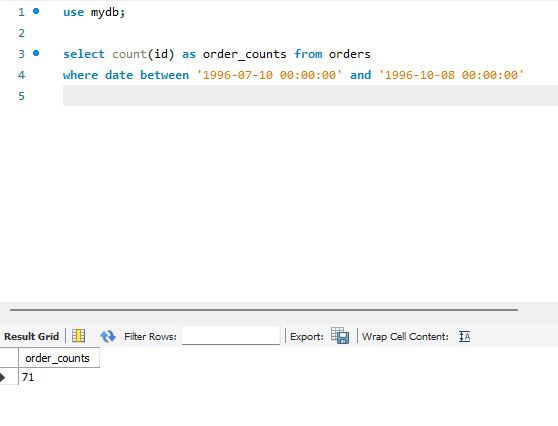 1 use mydb;
2
3 select count(id) as order_counts from orders
4 where date between '1996-07-10 00:00:00' and '1996-10-08 00:00:00'
5
Result Grid Filter Rows: Export: Wrap Cell Content:
order_counts
71